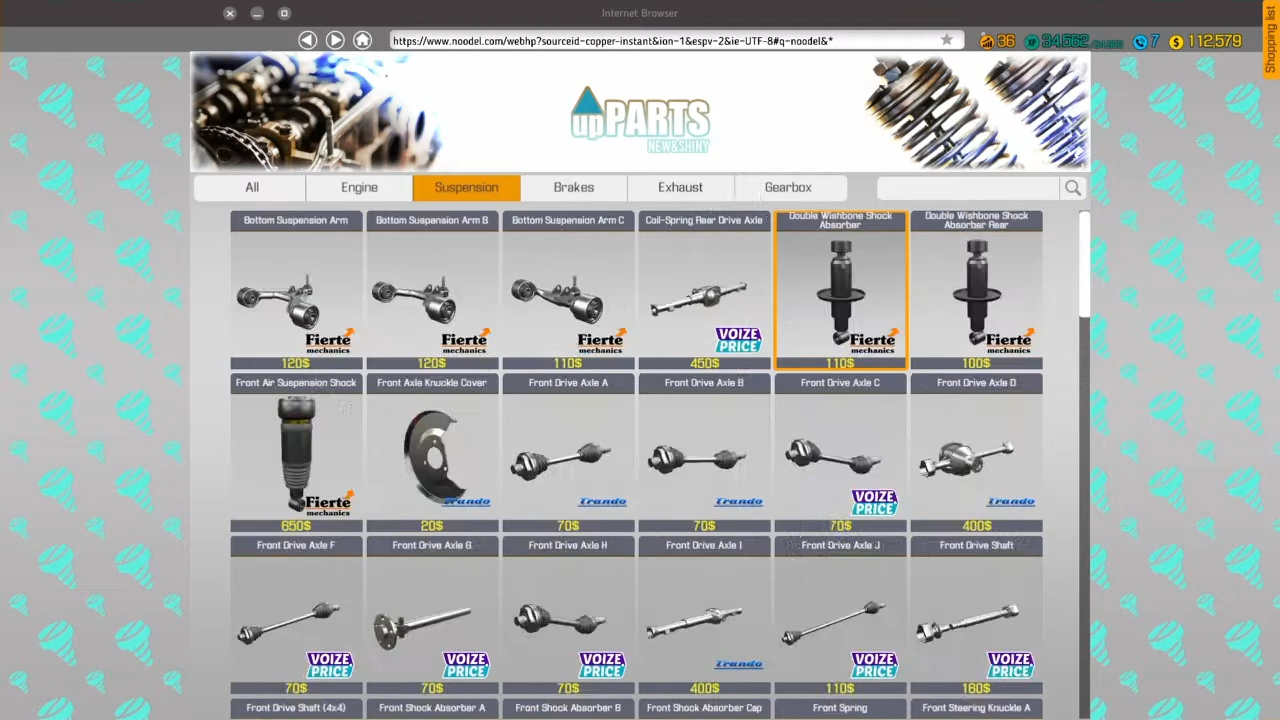 Internet Browser
Shopping list
https://www.noodel.com/webhp?sourceid-copper-instant&ion-1&espv-2&ie-UTF-8#q-noodel&*
36
34,562
7
$ 112,579
upPARTS
NEW&SHINY
All
Engine
Suspension
Brakes
Exhaust
Gearbox
Bottom Suspension Arm
Bottom Suspension Arm B
Bottom Suspension Arm C
Coil-Spring Rear Drive Axle
Double Wishbone Shock Absorber
Double Wishbone Shock Absorber Rear
Fierte mechanics
Fierte mechanics
Fierte mechanics
VOIZE PRICE
Fierte mechanics
Fierte mechanics
120$
120$
110$
450$
110$
100$
Front Air Suspension Shock
Front Axle Knuckle Cover
Front Drive Axle A
Front Drive Axle B
Front Drive Axle C
Front Drive Axle D
Fierte mechanics
Trando
Trando
Trando
VOIZE PRICE
Trando
650$
20$
70$
70$
70$
400$
Front Drive Axle F
Front Drive Axle G
Front Drive Axle H
Front Drive Axle I
Front Drive Axle J
Front Drive Shaft
VOIZE PRICE
VOIZE PRICE
VOIZE PRICE
Trando
VOIZE PRICE
VOIZE PRICE
70$
70$
70$
400$
110$
160$
Front Drive Shaft (4x4)
Front Shock Absorber A
Front Shock Absorber B
Front Shock Absorber Cap
Front Spring
Front Steering Knuckle A